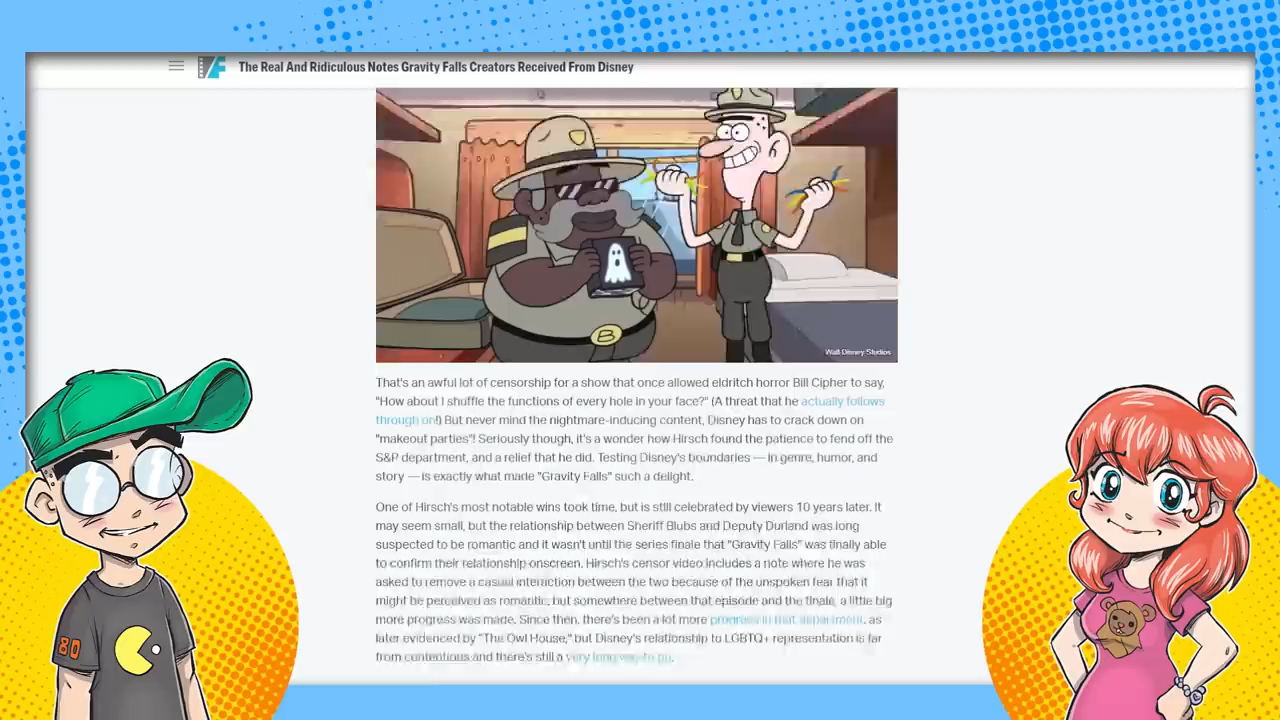 /F The Real And Ridiculous Notes Gravity Falls Creators Received From Disney
B
Walt Disney Studios
That's an awful lot of censorship for a show that once allowed eldritch horror Bill Cipher to say,
"How about I shuffle the functions of every hole in your face?" (A threat that he actually follows
through on!) But never mind the nightmare-inducing content, Disney has to crack down on
"makeout parties"! Seriously though, it's a wonder how Hirsch found the patience to fend off the
S&P department, and a relief that he did. Testing Disney's boundaries — in genre, humor, and
story — is exactly what made "Gravity Falls" such a delight.
One of Hirsch's most notable wins took time, but is still celebrated by viewers 10 years later. It
may seem small, but the relationship between Sheriff Blubs and Deputy Durland was long
suspected to be romantic and it wasn't until the series finale that "Gravity Falls" was finally able
to confirm their relationship onscreen. Hirsch's censor video includes a note where he was
asked to remove a casual interaction between the two because of the unspoken fear that it
might be perceived as romantic, but somewhere between that episode and the finale, a little big
more progress was made. Since then, there's been a lot more progress in that department, as
later evidenced by "The Owl House," but Disney's relationship to LGBTQ+ representation is far
from contentious and there's still a very long way to go.
80